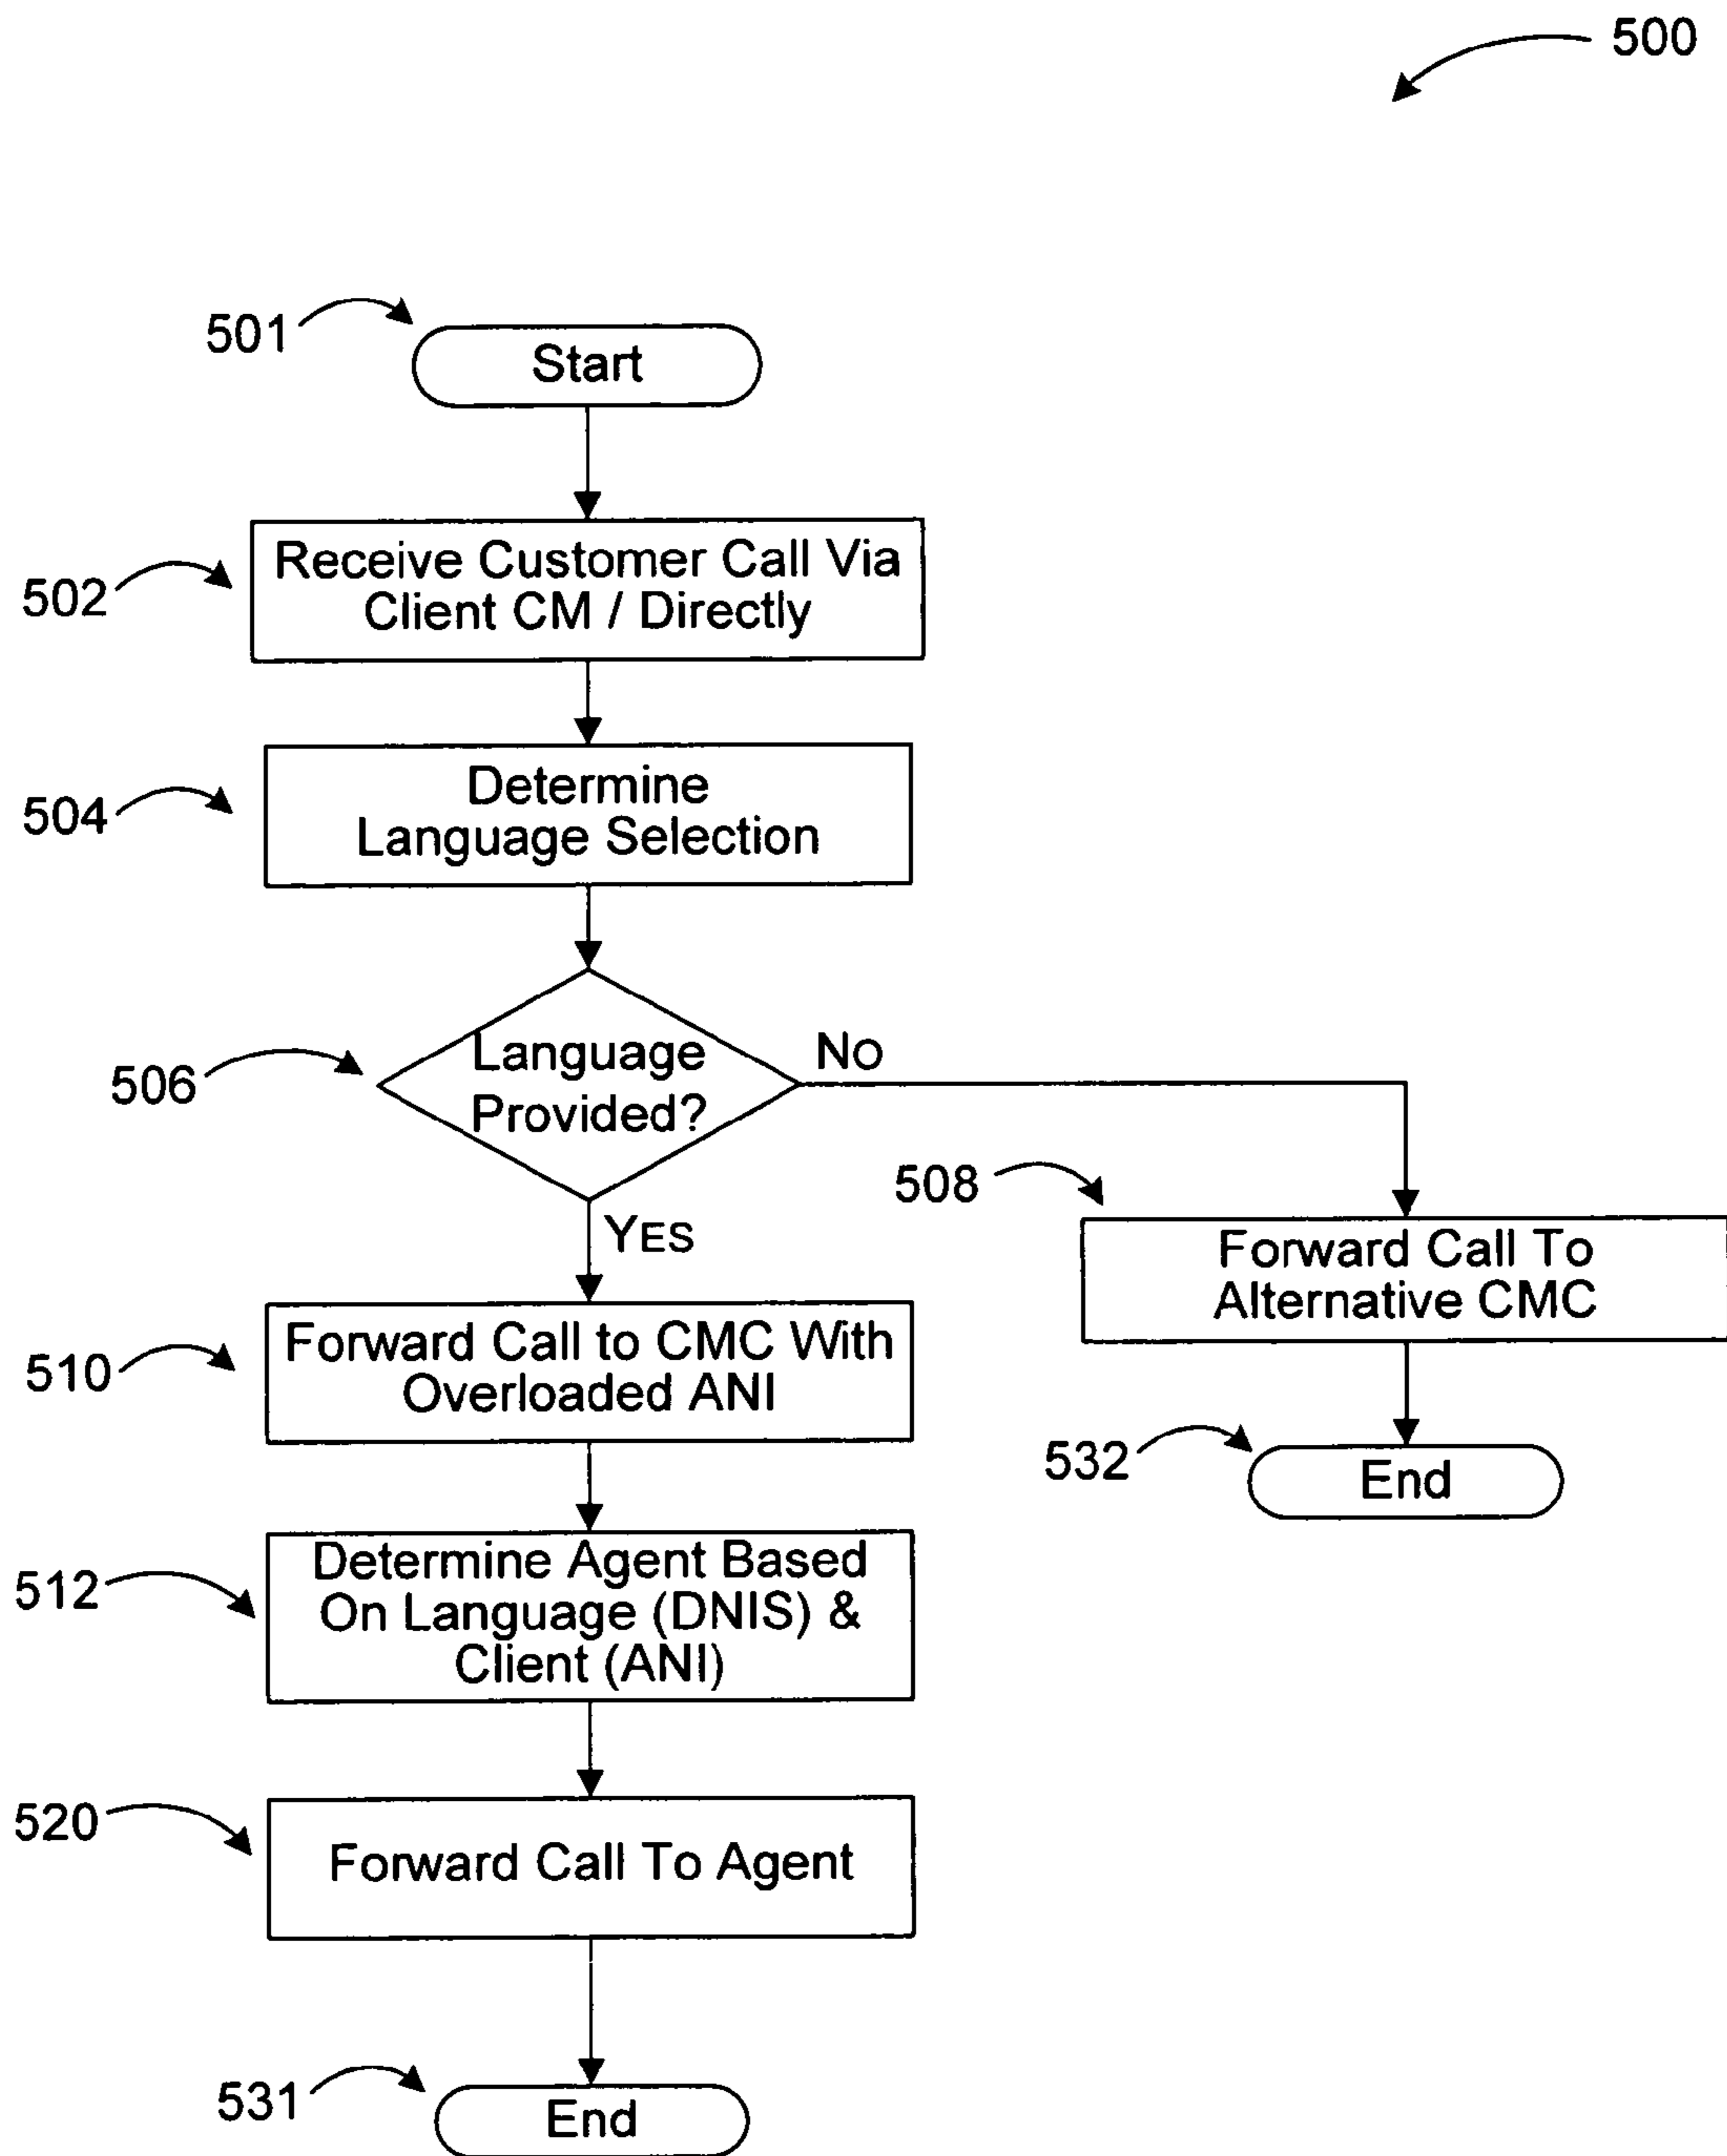 500
501
Start
502
Receive Customer Call Via
Client CM / Directly
504
Determine
Language Selection
506
Language
Provided?
NO
YES
508
Forward Call To
Alternative CMC
510
Forward Call to CMC With
Overloaded ANI
532
End
512
Determine Agent Based
On Language (DNIS) &
Client (ANI)
520
Forward Call To Agent
531
End